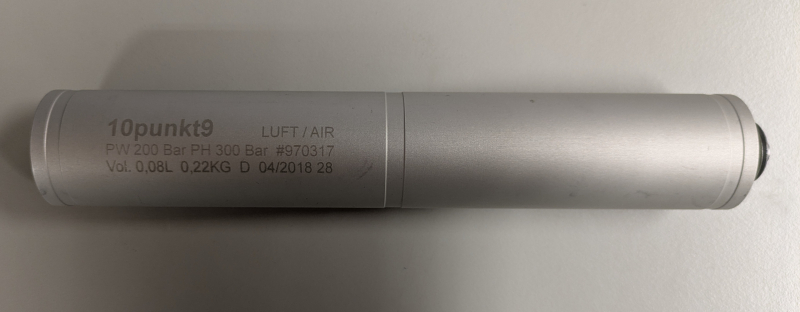 10punkt9 LUFT / AIR
PW 200 Bar PH 300 Bar #970317
Vol. 0,08L 0,22KG D 04/2018 28